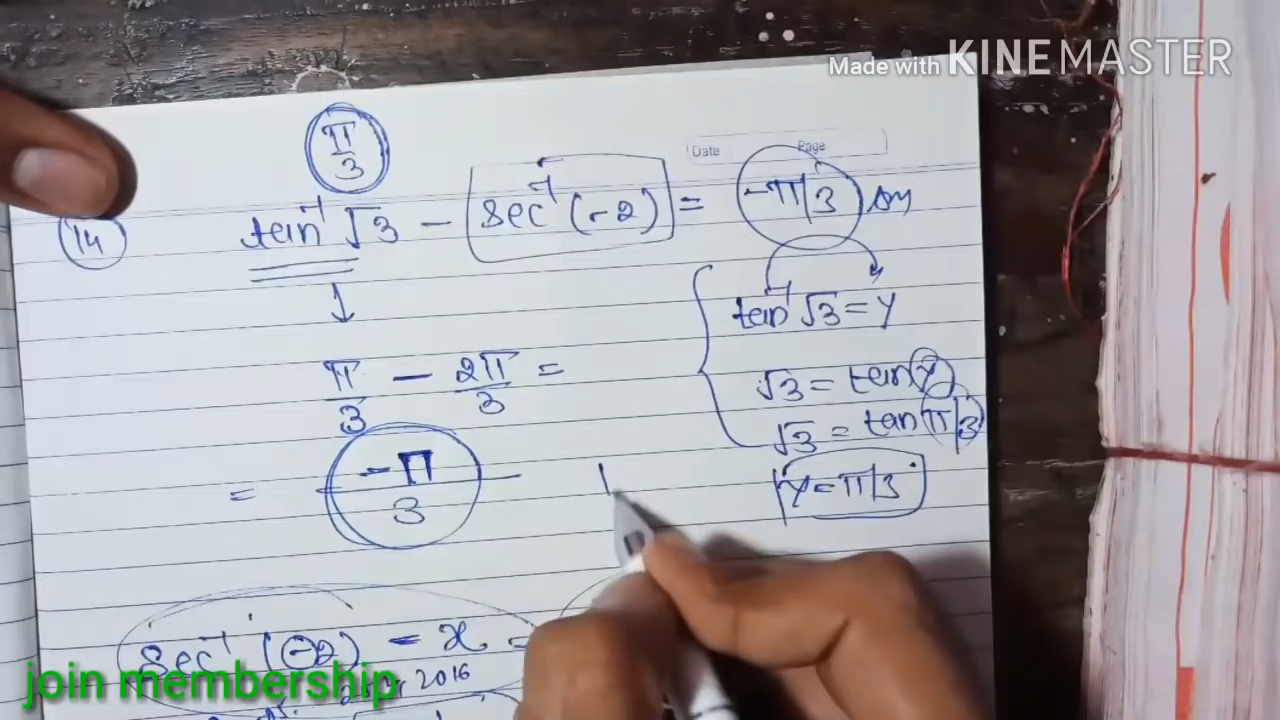 Made with KINEMASTER
π/3
Date Page
(14) tan⁻¹ √3 − sec⁻¹ (-2) = -π/3 Ans
tan⁻¹ √3 = y
π/3 − 2π/3 =
√3 = tan(y)
√3 = tan(π/3)
= -π/3
y = π/3
sec⁻¹ (-2) = x =
join membership
2016